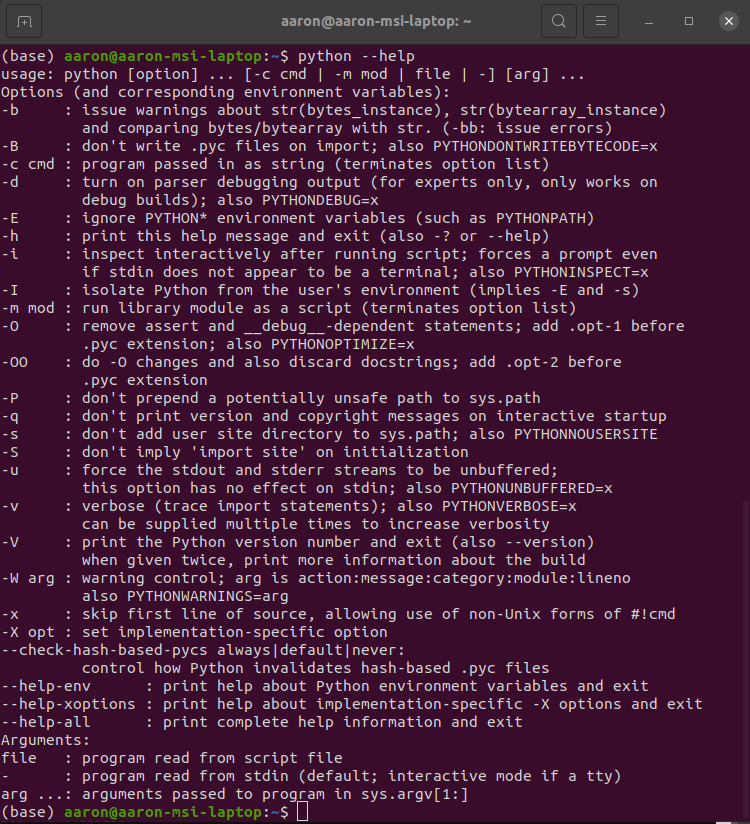 aaron@aaron-msi-laptop: ~
(base) aaron@aaron-msi-laptop:~$ python --help
usage: python [option] ... [-c cmd | -m mod | file | -] [arg] ...
Options (and corresponding environment variables):
-b     : issue warnings about str(bytes_instance), str(bytearray_instance)
         and comparing bytes/bytearray with str. (-bb: issue errors)
-B     : don't write .pyc files on import; also PYTHONDONTWRITEBYTECODE=x
-c cmd : program passed in as string (terminates option list)
-d     : turn on parser debugging output (for experts only, only works on
         debug builds); also PYTHONDEBUG=x
-E     : ignore PYTHON* environment variables (such as PYTHONPATH)
-h     : print this help message and exit (also -? or --help)
-i     : inspect interactively after running script; forces a prompt even
         if stdin does not appear to be a terminal; also PYTHONINSPECT=x
-I     : isolate Python from the user's environment (implies -E and -s)
-m mod : run library module as a script (terminates option list)
-O     : remove assert and __debug__-dependent statements; add .opt-1 before
         .pyc extension; also PYTHONOPTIMIZE=x
-OO    : do -O changes and also discard docstrings; add .opt-2 before
         .pyc extension
-P     : don't prepend a potentially unsafe path to sys.path
-q     : don't print version and copyright messages on interactive startup
-s     : don't add user site directory to sys.path; also PYTHONNOUSERSITE
-S     : don't imply 'import site' on initialization
-u     : force the stdout and stderr streams to be unbuffered;
         this option has no effect on stdin; also PYTHONUNBUFFERED=x
-v     : verbose (trace import statements); also PYTHONVERBOSE=x
         can be supplied multiple times to increase verbosity
-V     : print the Python version number and exit (also --version)
         when given twice, print more information about the build
-W arg : warning control; arg is action:message:category:module:lineno
         also PYTHONWARNINGS=arg
-x     : skip first line of source, allowing use of non-Unix forms of #!cmd
-X opt : set implementation-specific option
--check-hash-based-pycs always|default|never:
         control how Python invalidates hash-based .pyc files
--help-env      : print help about Python environment variables and exit
--help-xoptions : print help about implementation-specific -X options and exit
--help-all      : print complete help information and exit
Arguments:
file   : program read from script file
-      : program read from stdin (default; interactive mode if a tty)
arg ...: arguments passed to program in sys.argv[1:]
(base) aaron@aaron-msi-laptop:~$